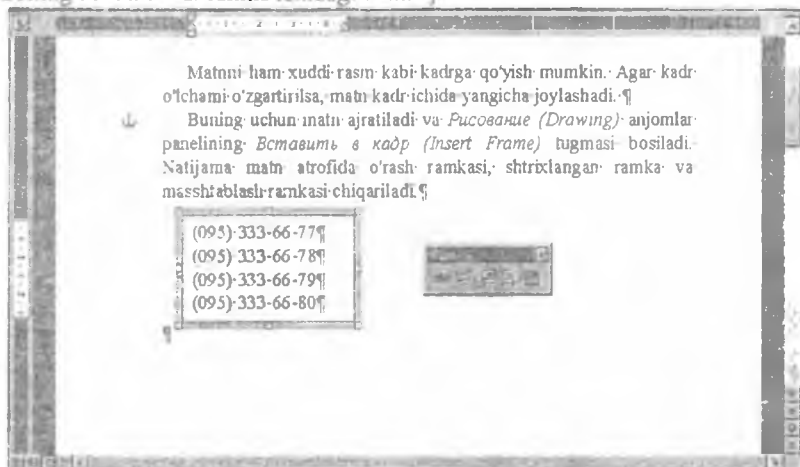 Matnni ham xuddi rasm kabi kadrga qo'yish mumkin. Agar kadr
o'lchami o'zgartirilsa, matn kadr ichida yangicha joylashadi. ¶
Buning uchun matn ajratiladi va Рисование (Drawing) anjomlar
panelining Вставить в кадр (Insert Frame) tugmasi bosiladi.
Natijama matn atrofida o'rash ramkasi, shtrixlangan ramka va
masshtablash ramkasi chiqariladi. ¶
(095) 333-66-77¶
(095) 333-66-78¶
(095) 333-66-79¶
(095) 333-66-80¶
¶